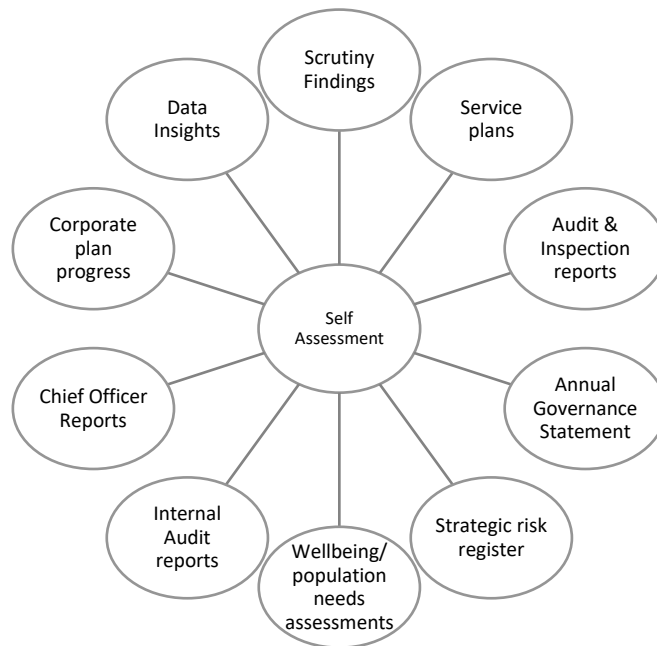 Scrutiny
Findings
Service
plans
Audit &
Inspection
reports
Annual
Governance
Statement
Strategic risk
register
Wellbeing/
population
needs
assessments
Internal
Audit
reports
Chief Officer
Reports
Corporate
plan
progress
Data
Insights
Self
Assessment